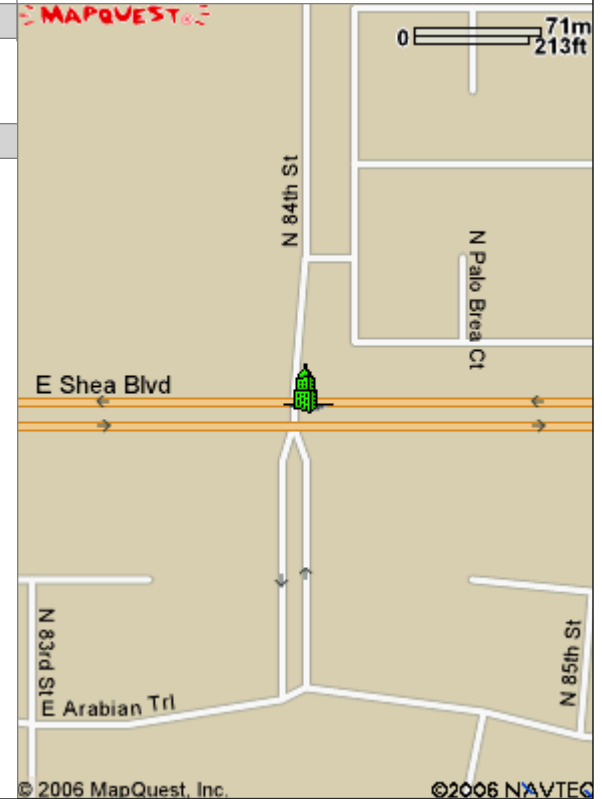 MAPQUEST®
0 71m
213ft
N 84th St
N Palo Brea Ct
E Shea Blvd
N 83rd St
N 85th St
E Arabian Trl
© 2006 MapQuest, Inc. ©2006 NAVTEQ